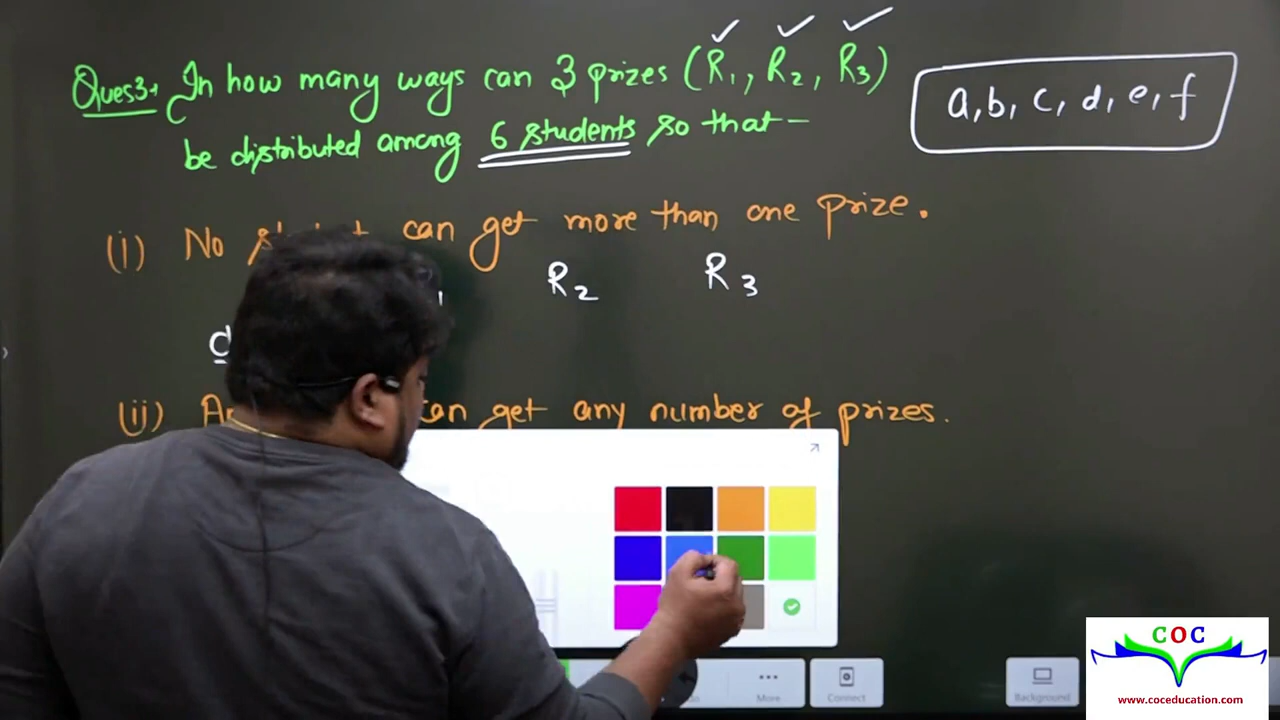 Ques3. In how many ways can 3 prizes (R1, R2, R3)
be distributed among 6 students so that -
a, b, c, d, e, f
(i) No can get more than one prize.
R2 R3
(ii) can get any number of prizes.
More
Connect
Background
COC
www.coceducation.com